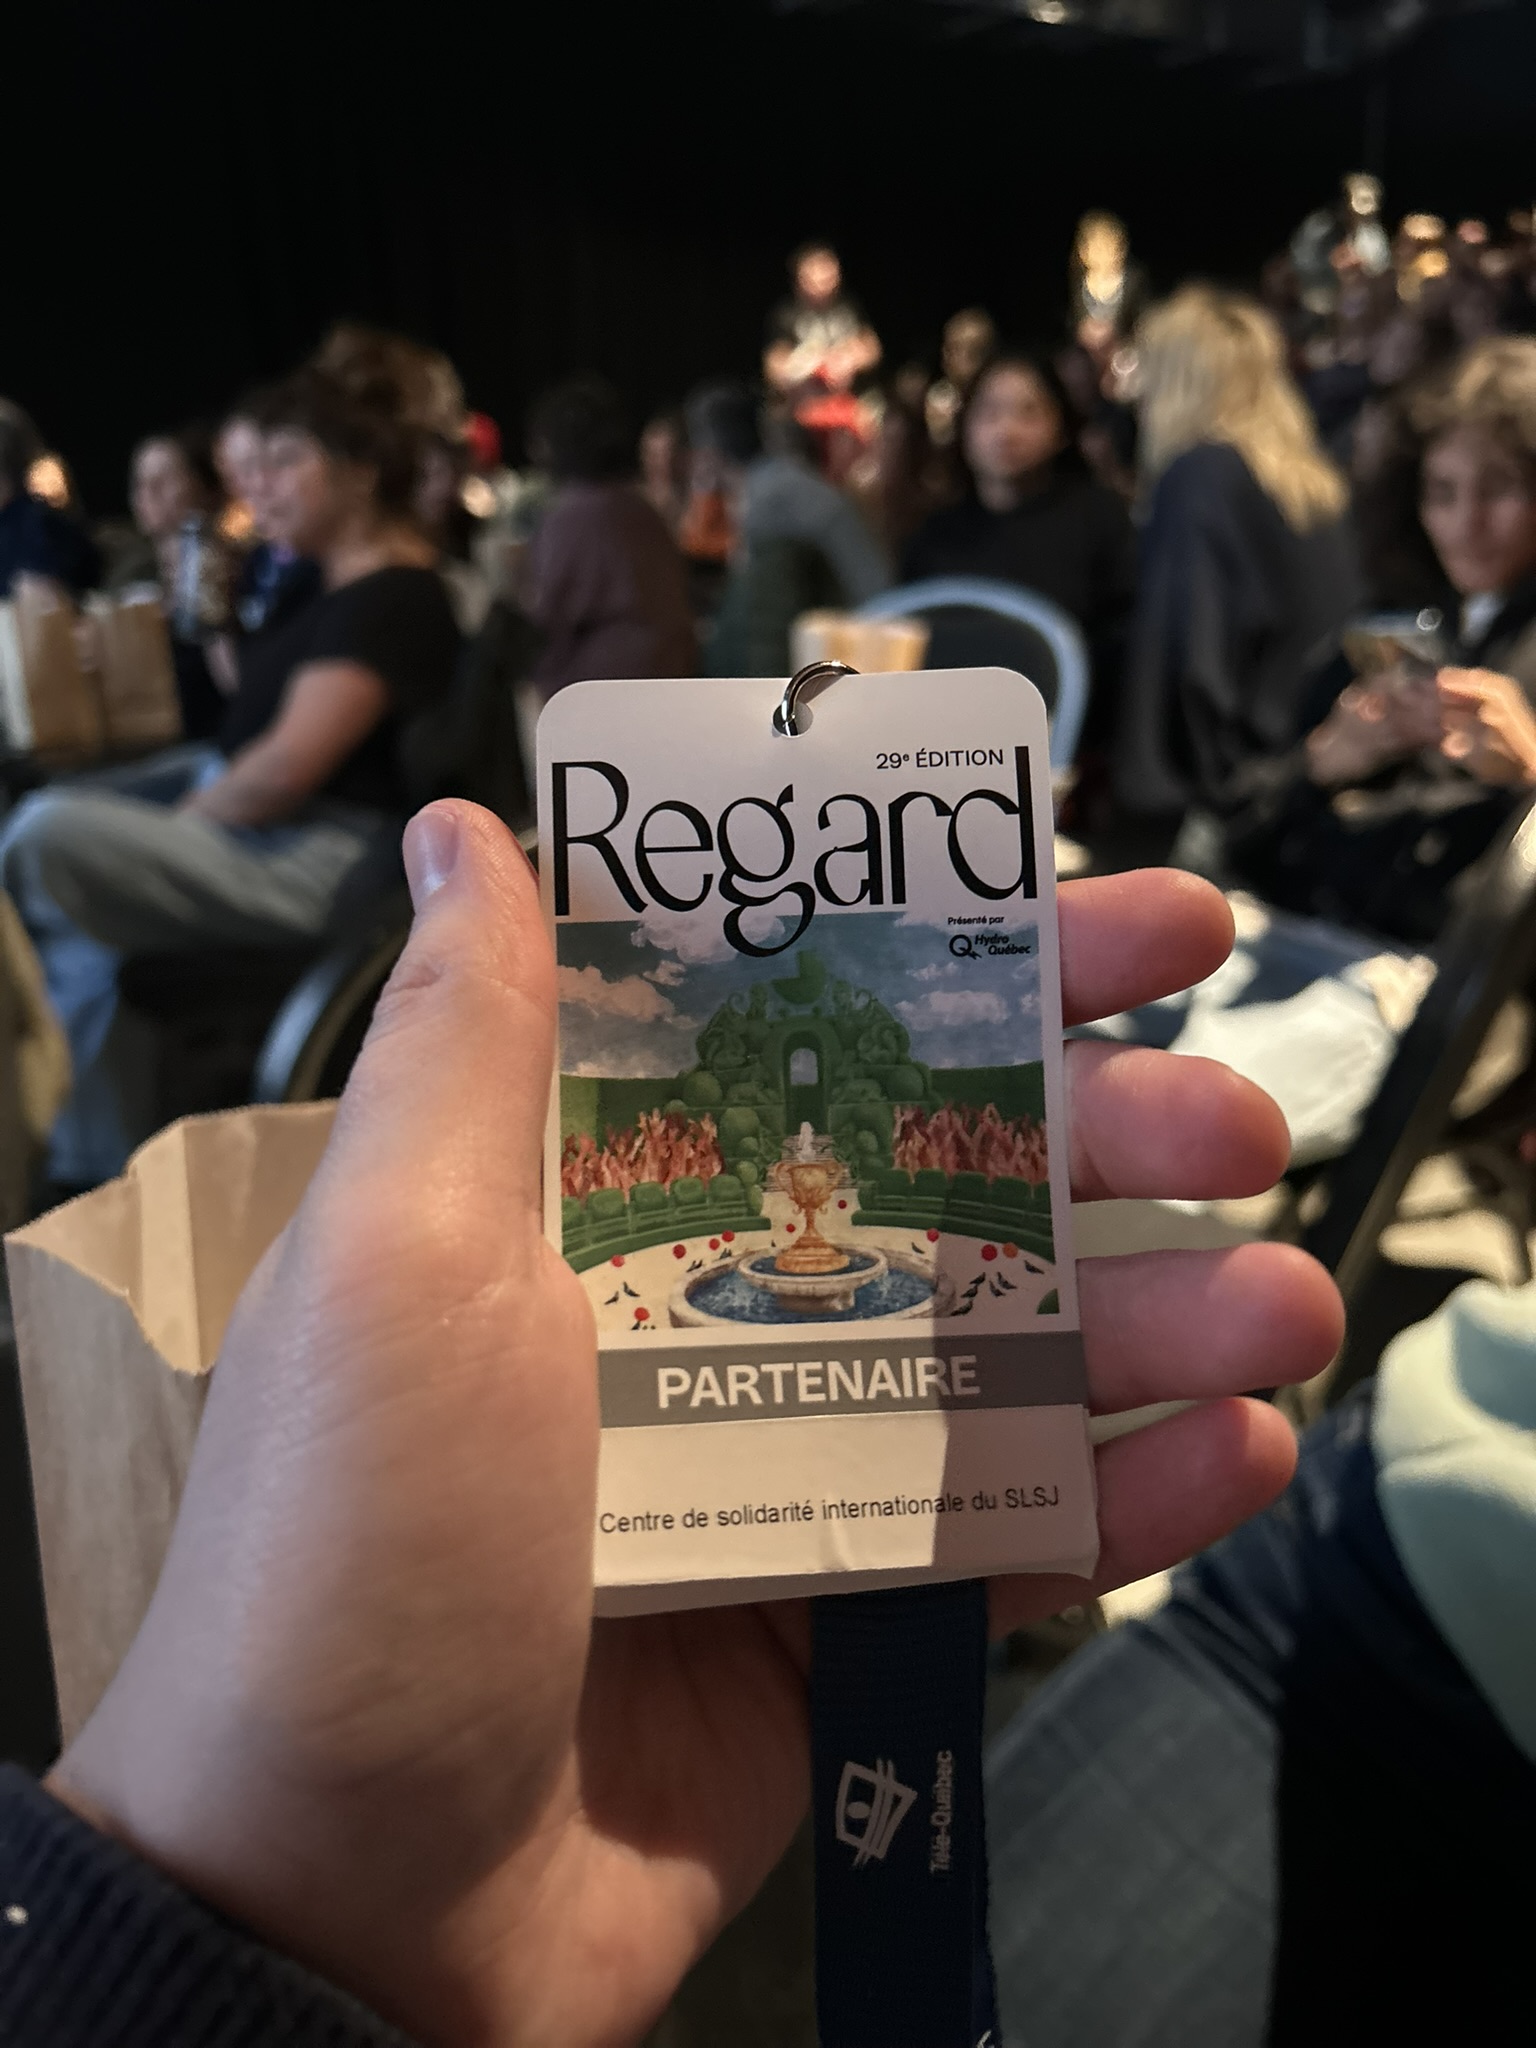 29e ÉDITION
Regard
Présenté par
Hydro
Québec
PARTENAIRE
Centre de solidarité internationale du SLSJ
Télé-Québec